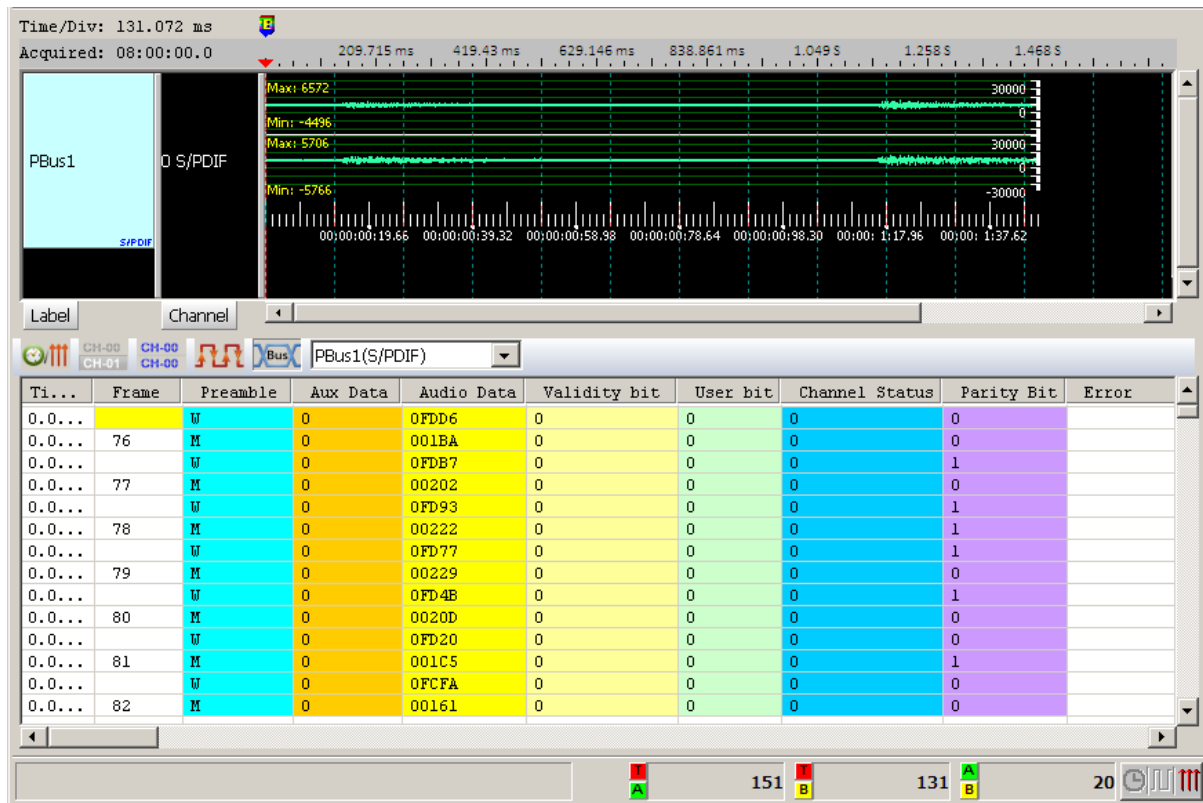 Time/Div: 131.072 ms
Acquired: 08:00:00.0
209.715 ms 419.43 ms 629.146 ms 838.861 ms 1.049 S 1.258 S 1.468 S
PBus1
S/PDIF
0 S/PDIF
Max: 6572 30000
0
Min: -4496
Max: 5706 30000
0
Min: -5766 -30000
00:00:00:19.66 00:00:00:39.32 00:00:00:58.98 00:00:00:78.64 00:00:00:98.30 00:00: 1:17.96 00:00: 1:37.62
Label Channel
CH-00 CH-01 CH-00 CH-00 Bus PBus1(S/PDIF)
Ti... Frame Preamble Aux Data Audio Data Validity bit User bit Channel Status Parity Bit Error
0.0... W 0 0FDD6 0 0 0 0
0.0... 76 M 0 001BA 0 0 0 0
0.0... W 0 0FDB7 0 0 0 1
0.0... 77 M 0 00202 0 0 0 0
0.0... W 0 0FD93 0 0 0 1
0.0... 78 M 0 00222 0 0 0 1
0.0... W 0 0FD77 0 0 0 1
0.0... 79 M 0 00229 0 0 0 0
0.0... W 0 0FD4B 0 0 0 1
0.0... 80 M 0 0020D 0 0 0 0
0.0... W 0 0FD20 0 0 0 0
0.0... 81 M 0 001C5 0 0 0 1
0.0... W 0 0FCFA 0 0 0 0
0.0... 82 M 0 00161 0 0 0 0
T A 151 T B 131 A B 20